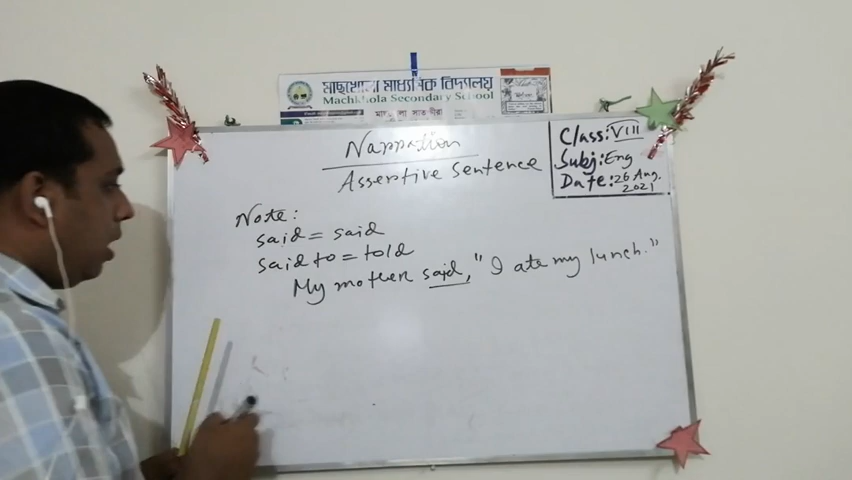 মাছখোলা মাধ্যমিক বিদ্যালয়
Machkhola Secondary School
Narration
Assertive Sentence
Class: VIII
Subj: Eng
Date: 26 Aug. 2021
Note:
said = said
said to = told
My mother said, "I ate my lunch."